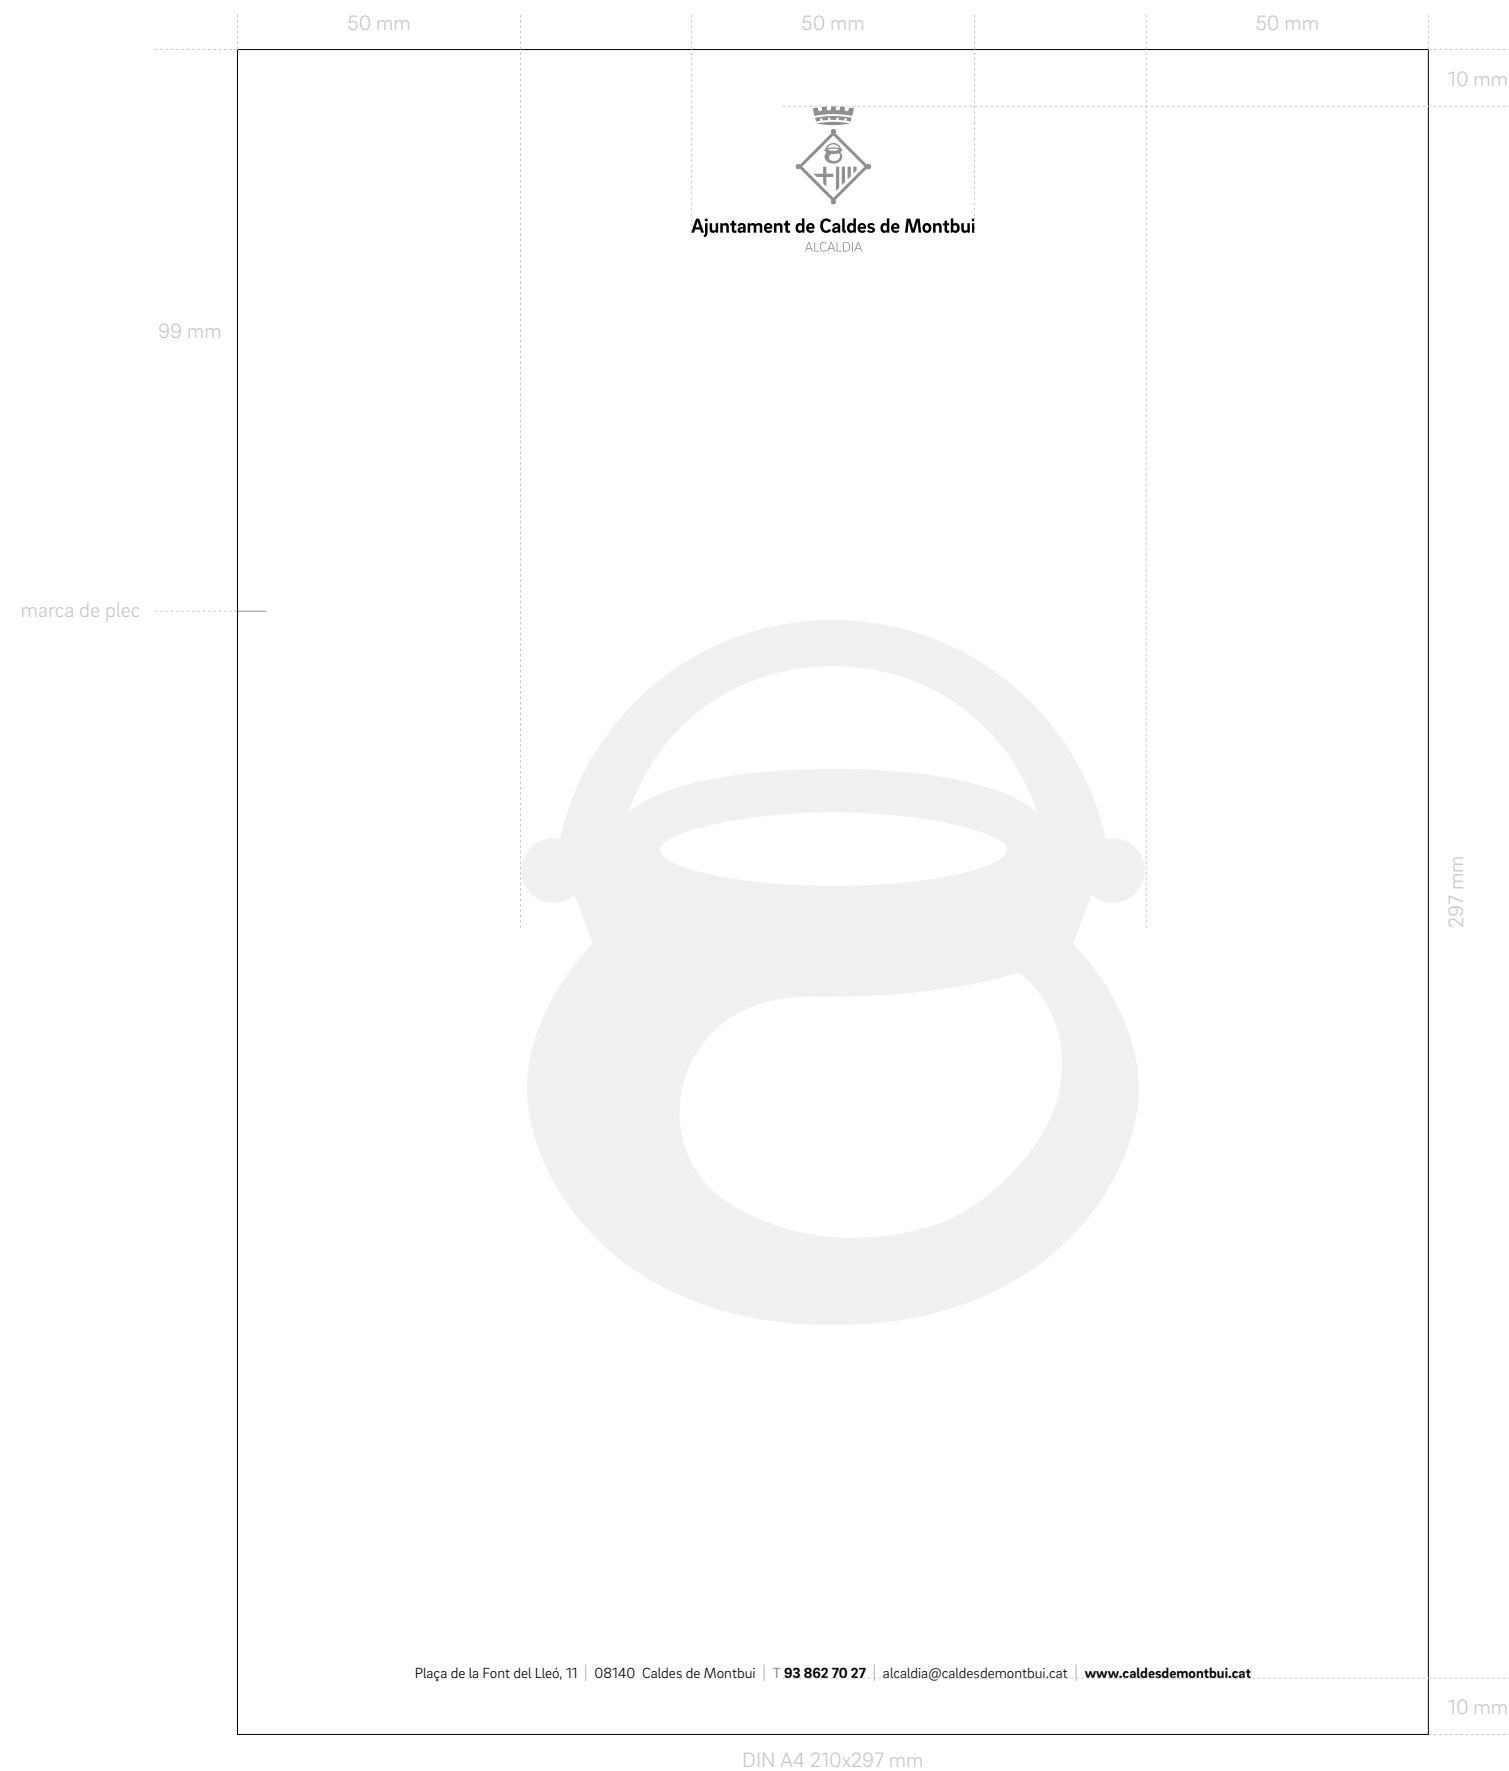 50 mm 50 mm 50 mm
10 mm
Ajuntament de Caldes de Montbui
ALCALDIA
99 mm
marca de plec
297 mm
Plaça de la Font del Lleó, 11 | 08140 Caldes de Montbui | T 93 862 70 27 | alcaldia@caldesdemontbui.cat | www.caldesdemontbui.cat
10 mm
DIN A4 210x297 mm